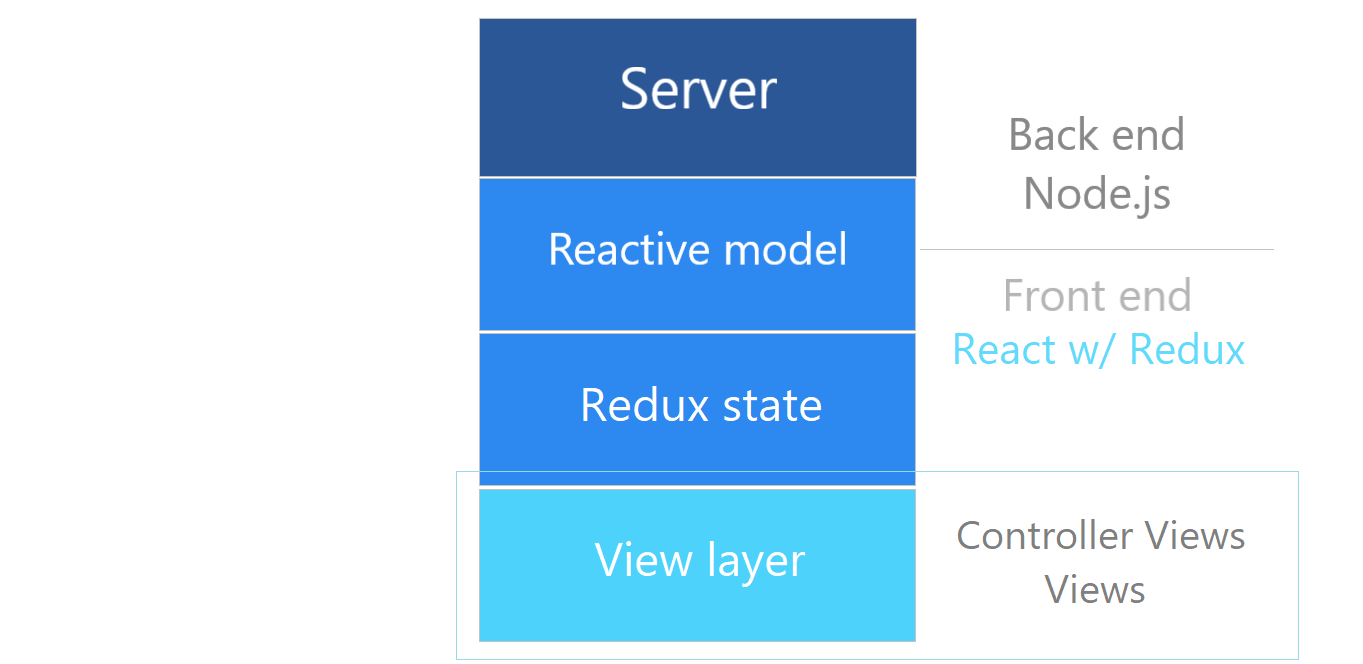 Server
Back end
Node.js
Reactive model
Front end
React w/ Redux
Redux state
View layer
Controller Views
Views